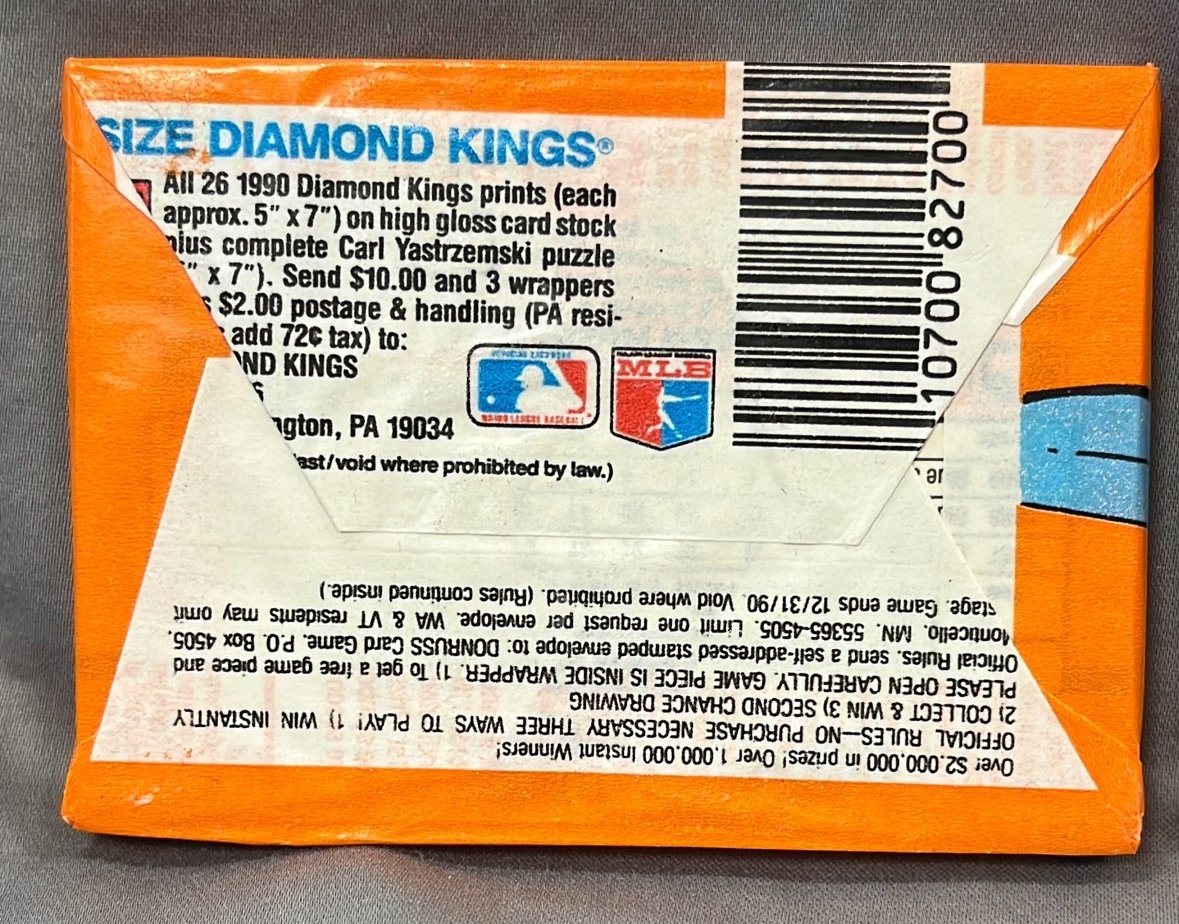 SIZE DIAMOND KINGS®
All 26 1990 Diamond Kings prints (each
approx. 5" x 7") on high gloss card stock
plus complete Carl Yastrzemski puzzle
" x 7"). Send $10.00 and 3 wrappers
s $2.00 postage & handling (PA resi-
add 72¢ tax) to:
ND KINGS
ngton, PA 19034
ast/void where prohibited by law.)
MAJOR LEAGUE BASEBALL
MLB
10700 82700
Over $2,000,000 in prizes! Over 1,000,000 Instant Winners!
OFFICIAL RULES—NO PURCHASE NECESSARY THREE WAYS TO PLAY! 1) WIN INSTANTLY
2) COLLECT & WIN 3) SECOND CHANCE DRAWING
PLEASE OPEN CAREFULLY. GAME PIECE IS INSIDE WRAPPER. 1) To get a free game piece and
Official Rules, send a self-addressed stamped envelope to: DONRUSS Card Game, P.O. Box 4505,
Monticello, MN. 55365-4505. Limit one request per envelope. WA & VT residents may omit
stage. Game ends 12/31/90. Void where prohibited. (Rules continued inside.)